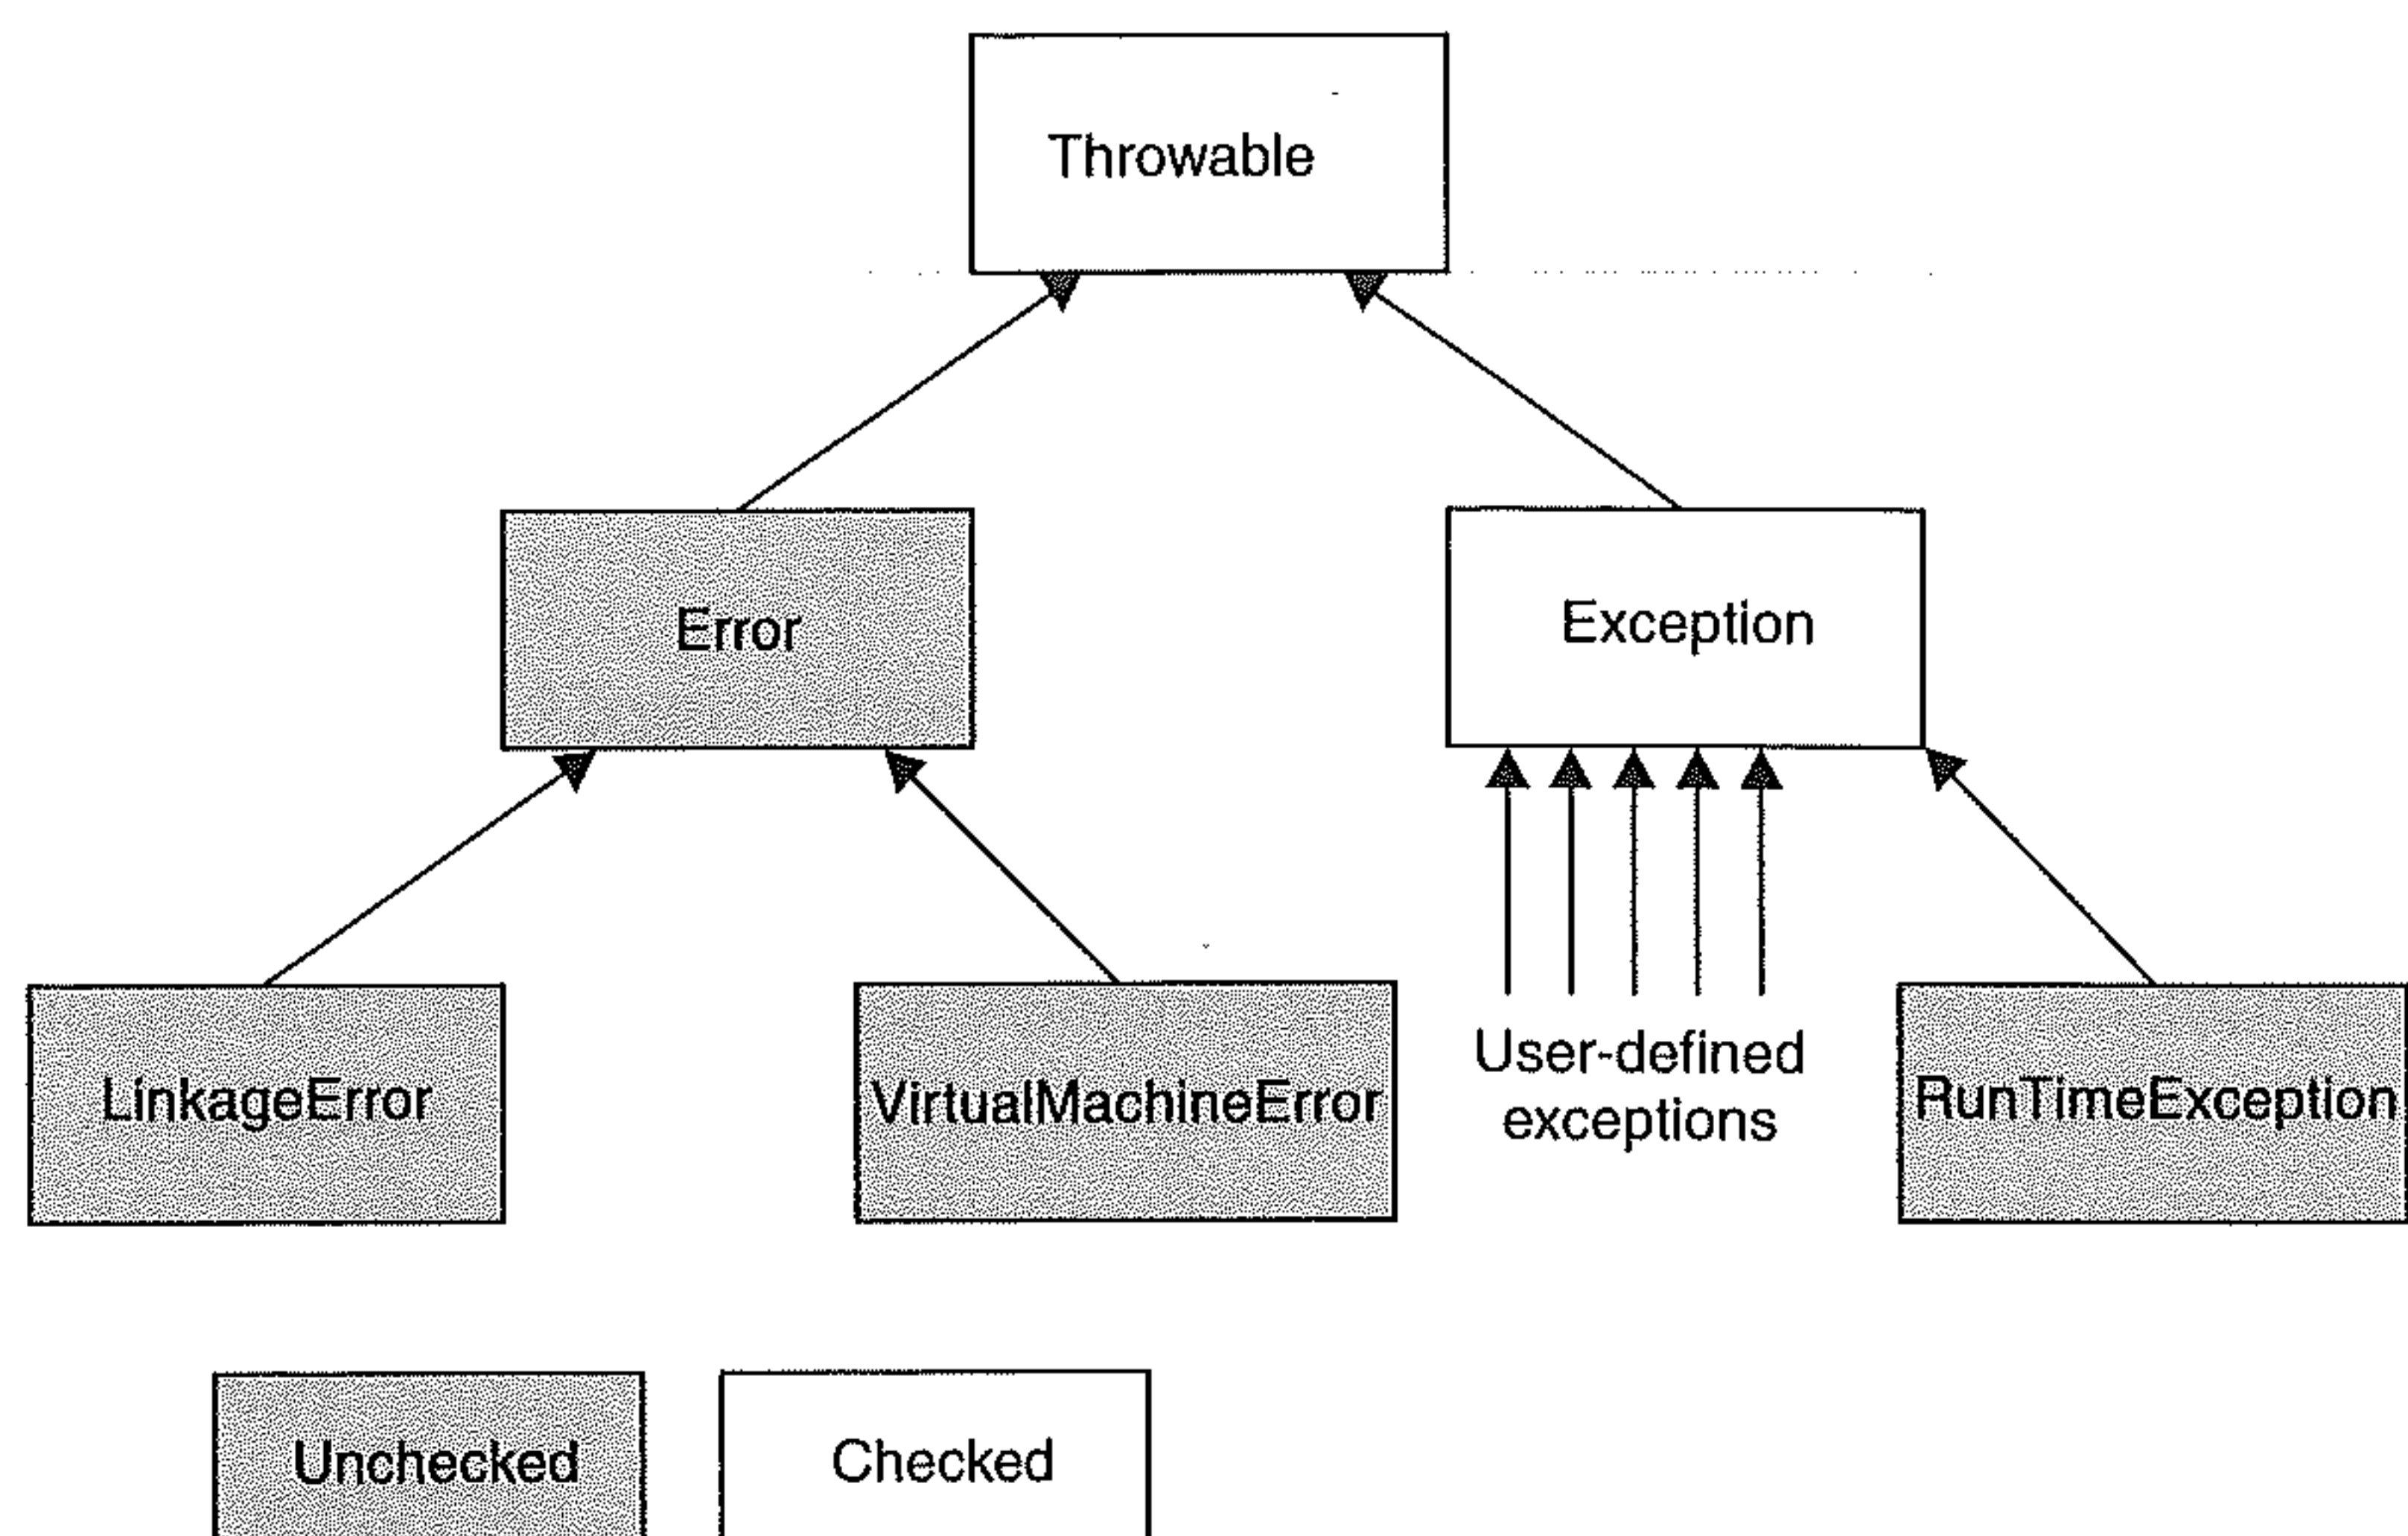 Throwable
Error
Exception
LinkageError
VirtualMachineError
User-defined
exceptions
RunTimeException
Unchecked
Checked